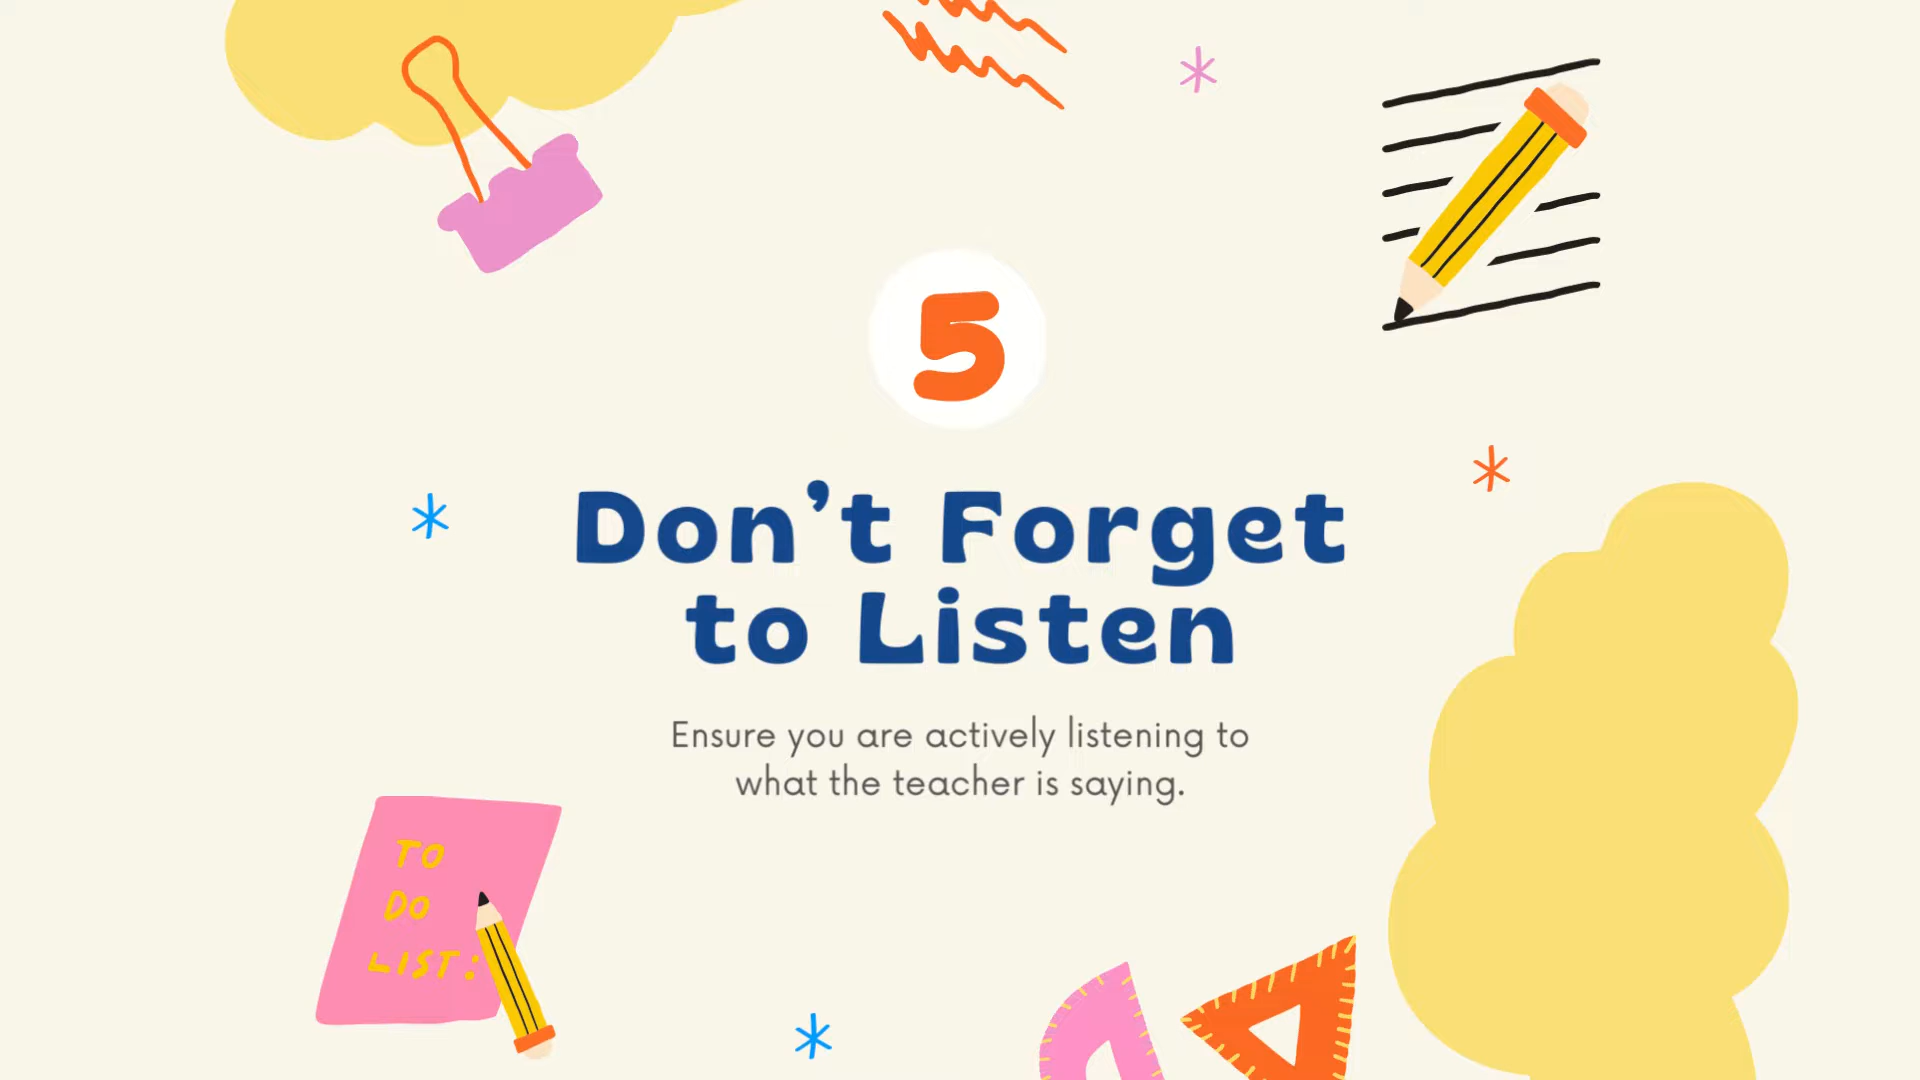 5
Don’t Forget
to Listen
Ensure you are actively listening to
what the teacher is saying.
TO
DO
LIST: